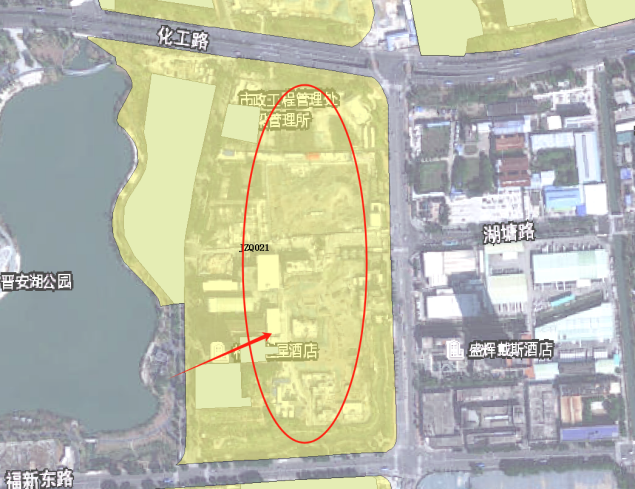 化工路
市政工程管理处
管理所
湖塘路
JZQ021
晋安湖公园
盛辉戴斯酒店
屋酒店
福新东路